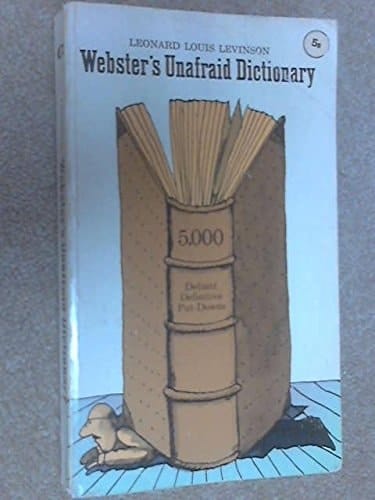 LEONARD LOUIS LEVINSON
5s
Webster's Unafraid Dictionary
5,000
Defiant
Definitive
Put-Downs